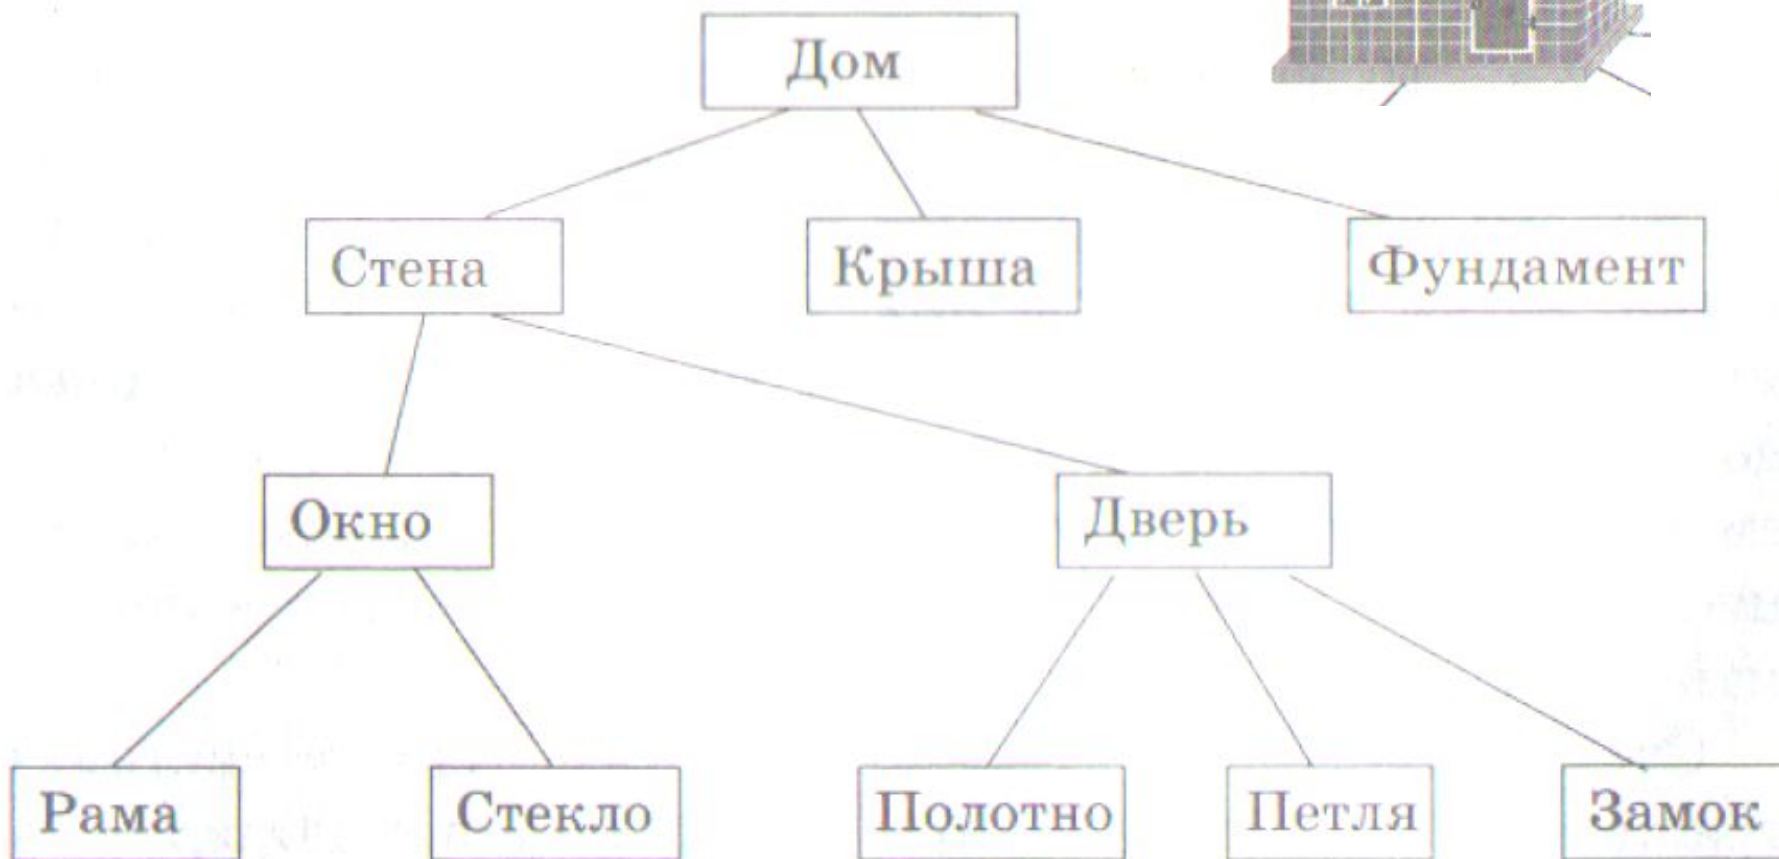 Дом
Стена Крыша Фундамент
Окно Дверь
Рама Стекло Полотно Петля Замок